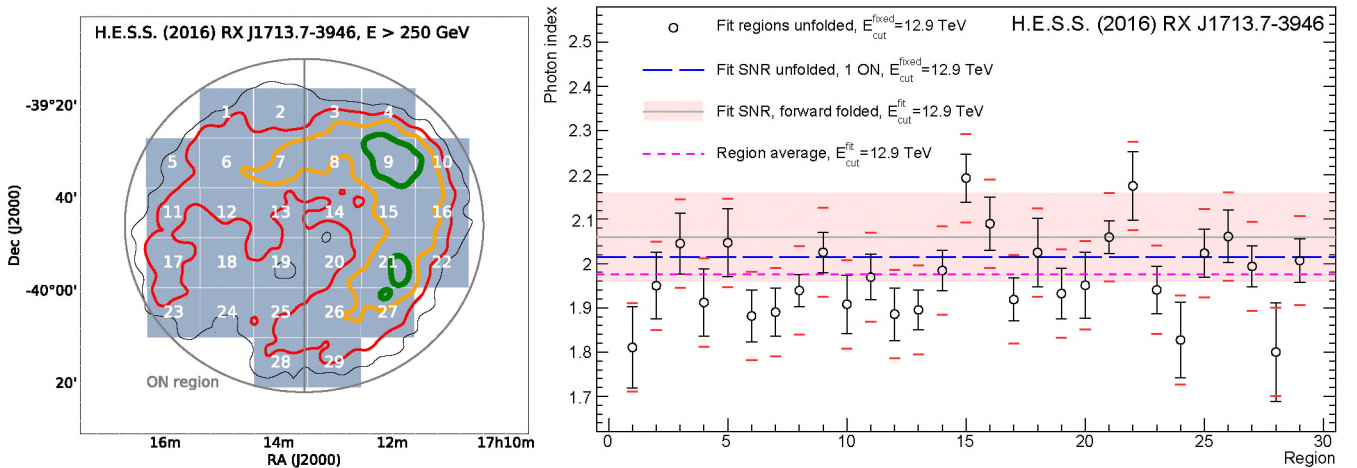 H.E.S.S. (2016) RX J1713.7-3946, E > 250 GeV
Dec (J2000)
-39°20'
40'
-40°00'
20'
1 2 3 4
5 6 7 8 9 10
11 12 13 14 15 16
17 18 19 20 21 22
23 24 25 26 27
28 29
ON region
16m 14m 12m 17h10m
RA (J2000)
Photon index
2.5
2.4
2.3
2.2
2.1
2
1.9
1.8
1.7
Fit regions unfolded, E_cut^fixed=12.9 TeV
H.E.S.S. (2016) RX J1713.7-3946
Fit SNR unfolded, 1 ON, E_cut^fixed=12.9 TeV
Fit SNR, forward folded, E_cut^fit=12.9 TeV
Region average, E_cut^fit=12.9 TeV
0 5 10 15 20 25 30
Region